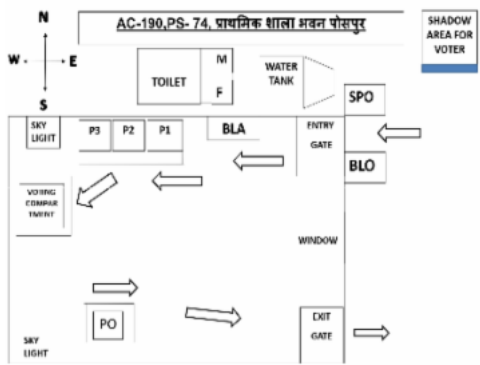 N
AC-190,PS- 74, प्राथमिक शाला भवन पोसपुर
SHADOW
AREA FOR
VOTER
W
E
S
TOILET
M
F
WATER
TANK
SPO
SKY
LIGHT
P3
P2
P1
BLA
ENTRY
GATE
BLO
VOTING
COMPAR
TMENT
WINDOW
PO
EXIT
GATE
SKY
LIGHT